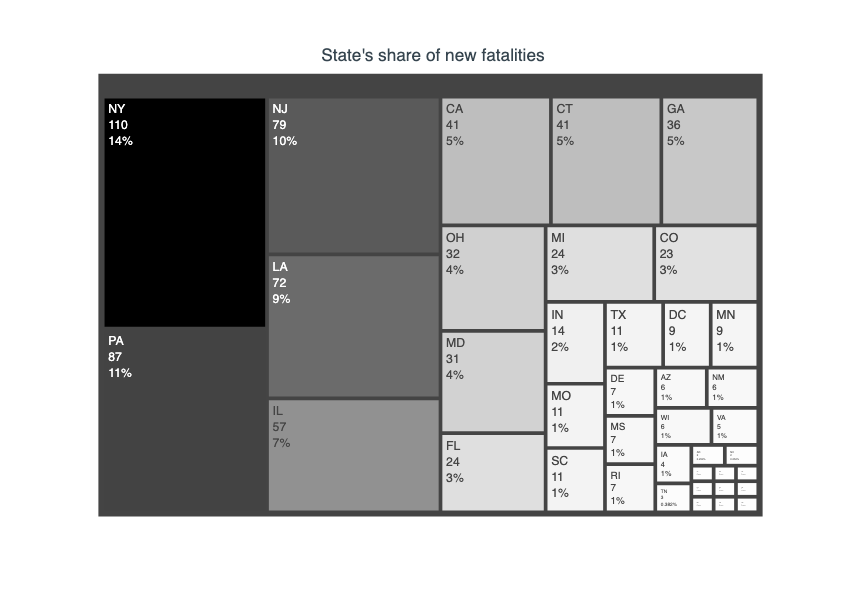 State's share of new fatalities
NY
110
14%
PA
87
11%
NJ
79
10%
LA
72
9%
IL
57
7%
CA
41
5%
CT
41
5%
GA
36
5%
OH
32
4%
MD
31
4%
FL
24
3%
MI
24
3%
CO
23
3%
IN
14
2%
MO
11
1%
SC
11
1%
TX
11
1%
DC
9
1%
MN
9
1%
DE
7
1%
MS
7
1%
RI
7
1%
AZ
6
1%
NM
6
1%
WI
6
1%
VA
5
1%
IA
4
1%
TN
3
0.382%